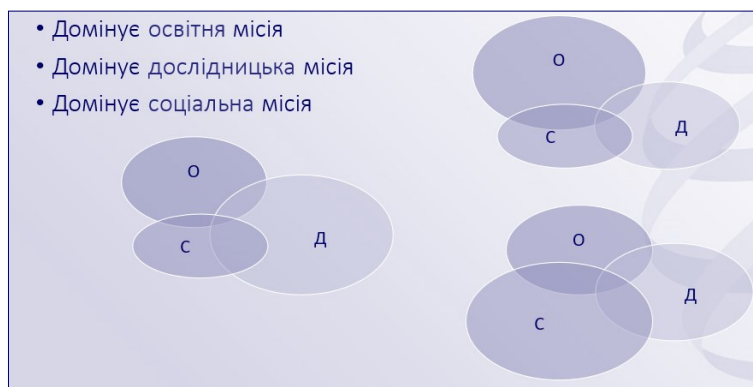 • Домінує освітня місія
• Домінує дослідницька місія
• Домінує соціальна місія
О
С
Д
О
С
Д
О
С
Д